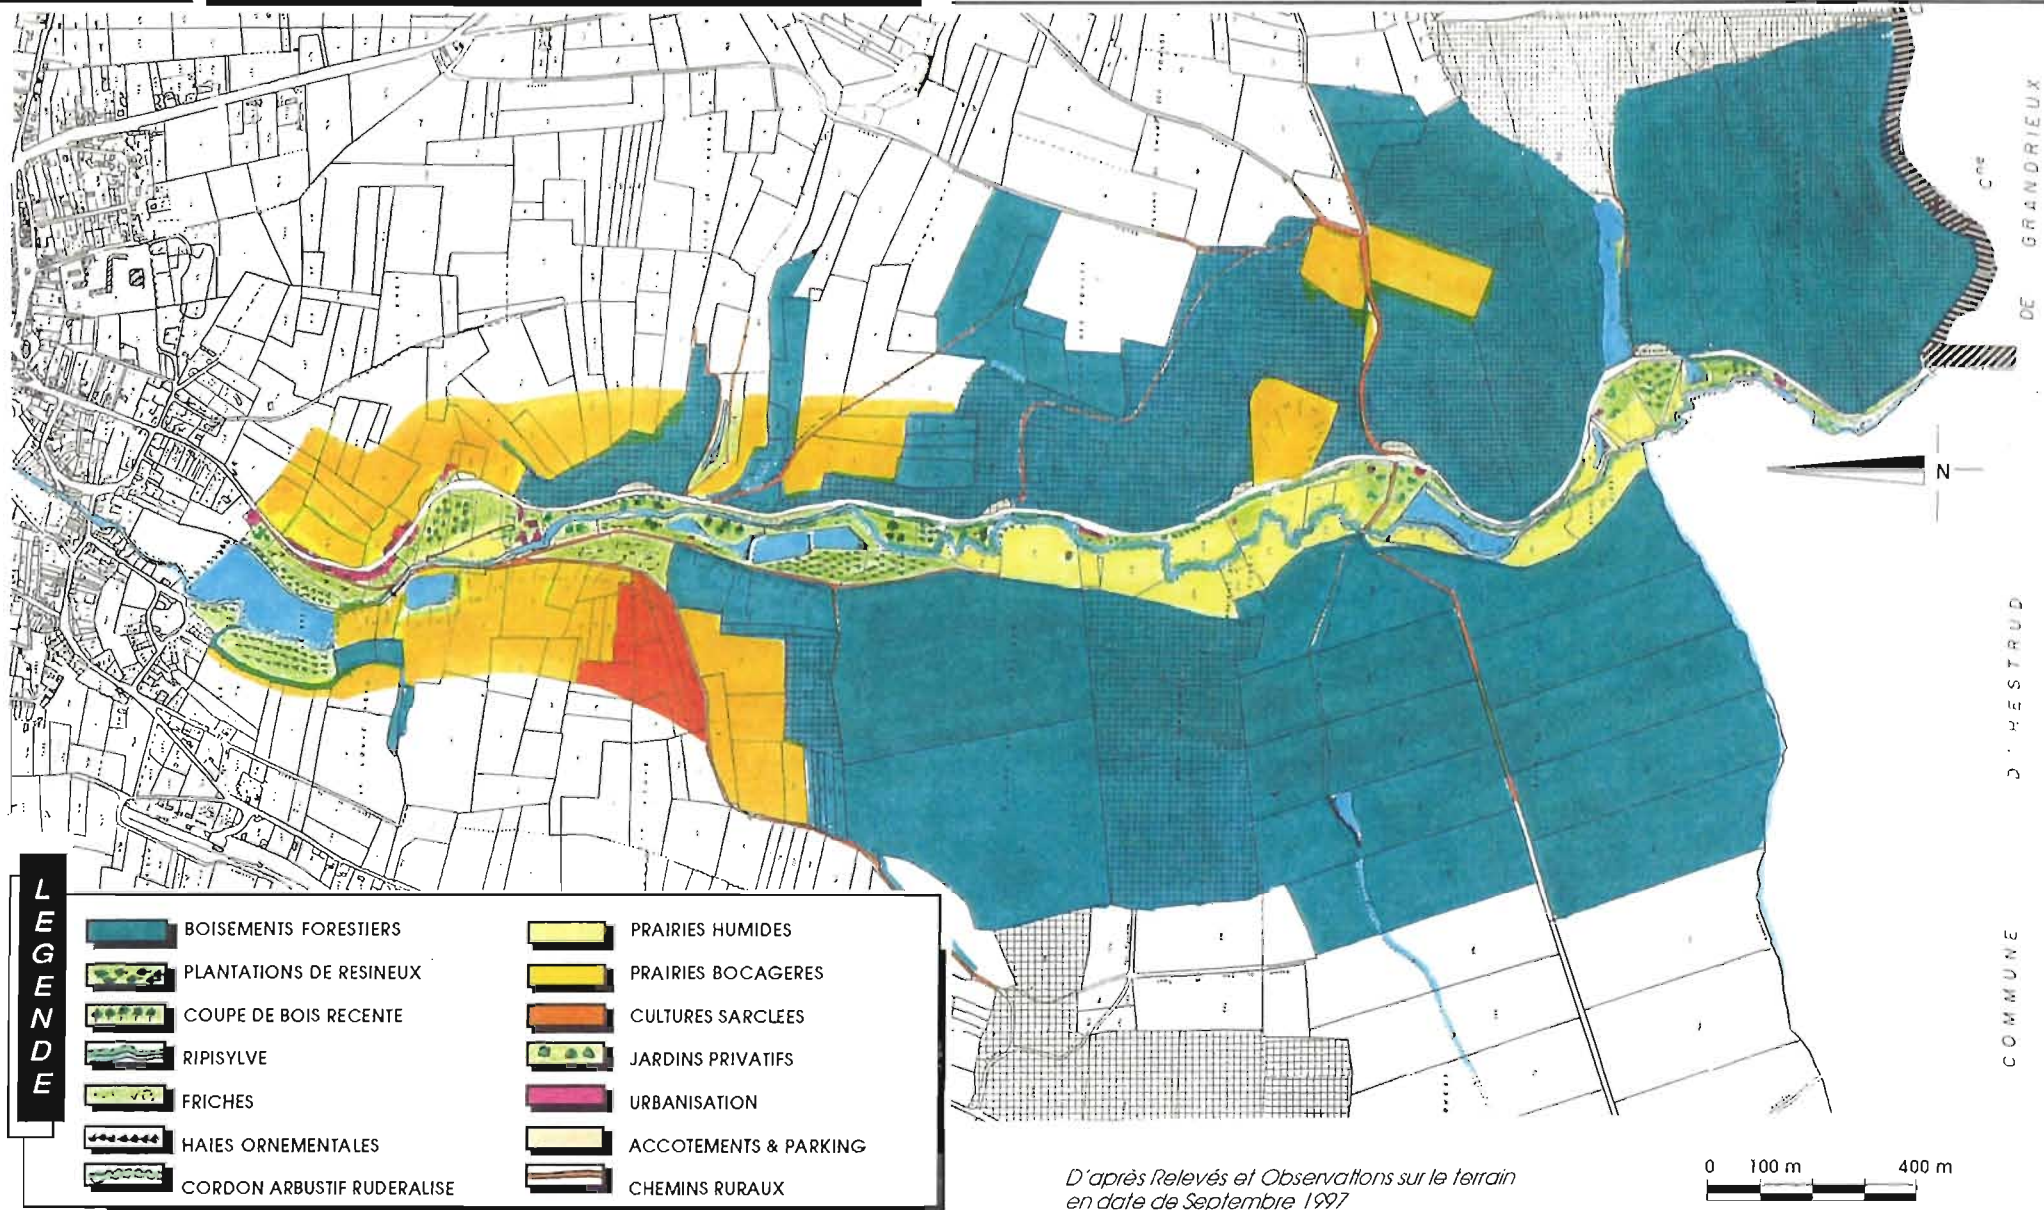 Cne
DE GRANDRIEUX
N
COMMUNE D'HESTRUD
LEGENDE
BOISEMENTS FORESTIERS
PLANTATIONS DE RESINEUX
COUPE DE BOIS RECENTE
RIPISYLVE
FRICHES
HAIES ORNEMENTALES
CORDON ARBUSTIF RUDERALISE
PRAIRIES HUMIDES
PRAIRIES BOCAGERES
CULTURES SARCLEES
JARDINS PRIVATIFS
URBANISATION
ACCOTEMENTS & PARKING
CHEMINS RURAUX
D'après Relevés et Observations sur le terrain
en date de Septembre 1997
0 100 m 400 m